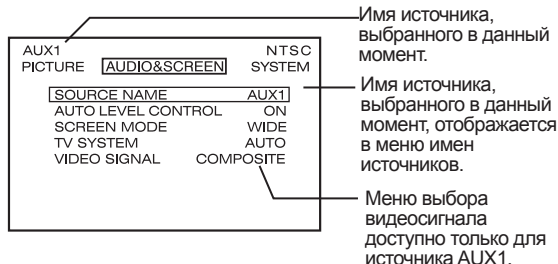 AUX1 NTSC
PICTURE AUDIO&SCREEN SYSTEM
SOURCE NAME AUX1
AUTO LEVEL CONTROL ON
SCREEN MODE WIDE
TV SYSTEM AUTO
VIDEO SIGNAL COMPOSITE
Имя источника,
выбранного в данный
момент.
Имя источника,
выбранного в данный
момент, отображается
в меню имен
источников.
Меню выбора
видеосигнала
доступно только для
источника AUX1.